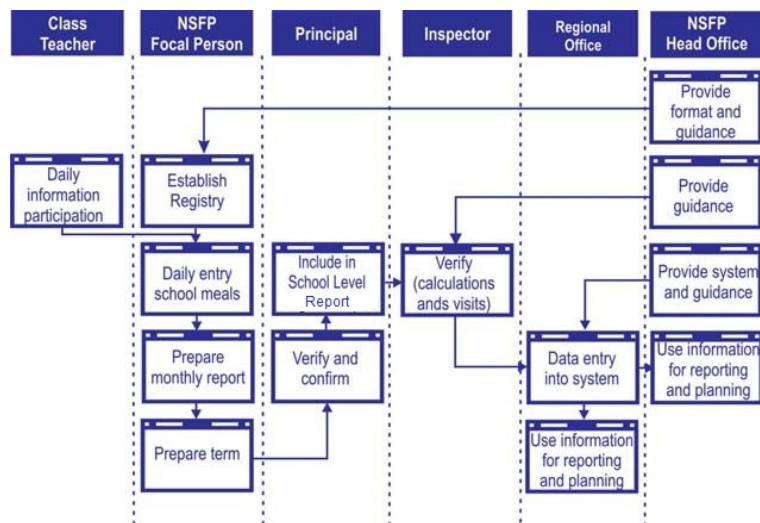 Class
Teacher
NSFP
Focal Person
Principal
Inspector
Regional
Office
NSFP
Head Office
Provide
format and
guidance
Daily
information
participation
Establish
Registry
Provide
guidance
Daily entry
school meals
Include in
School Level
Report
Verify
(calculations
ands visits)
Provide system
and guidance
Prepare
monthly report
Verify and
confirm
Data entry
into system
Use information
for reporting
and planning
Prepare term
Use information
for reporting
and planning